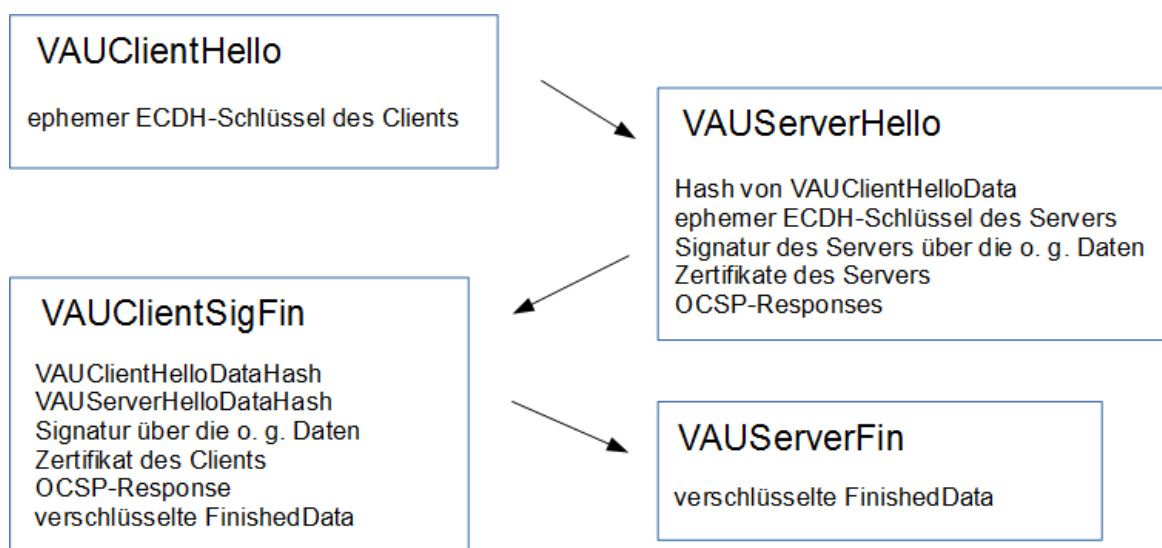 VAUClientHello
ephemer ECDH-Schlüssel des Clients
VAUServerHello
Hash von VAUClientHelloData
ephemer ECDH-Schlüssel des Servers
Signatur des Servers über die o. g. Daten
Zertifikate des Servers
OCSP-Responses
VAUClientSigFin
VAUClientHelloDataHash
VAUServerHelloDataHash
Signatur über die o. g. Daten
Zertifikat des Clients
OCSP-Response
verschlüsselte FinishedData
VAUServerFin
verschlüsselte FinishedData